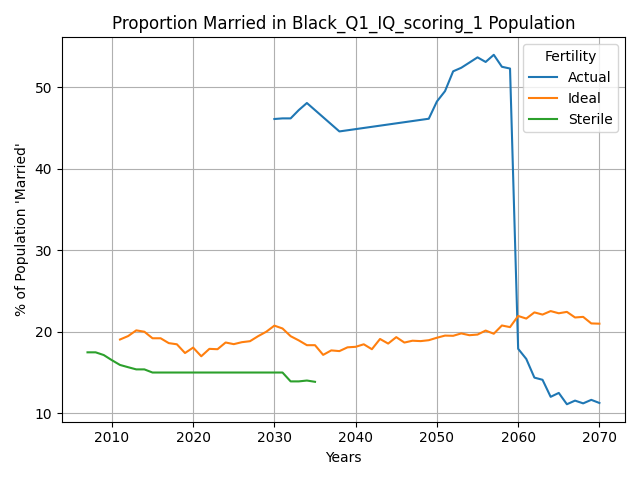 Proportion Married in Black_Q1_IQ_scoring_1 Population
% of Population 'Married'
50
40
30
20
10
Fertility
Actual
Ideal
Sterile
2010 2020 2030 2040 2050 2060 2070
Years